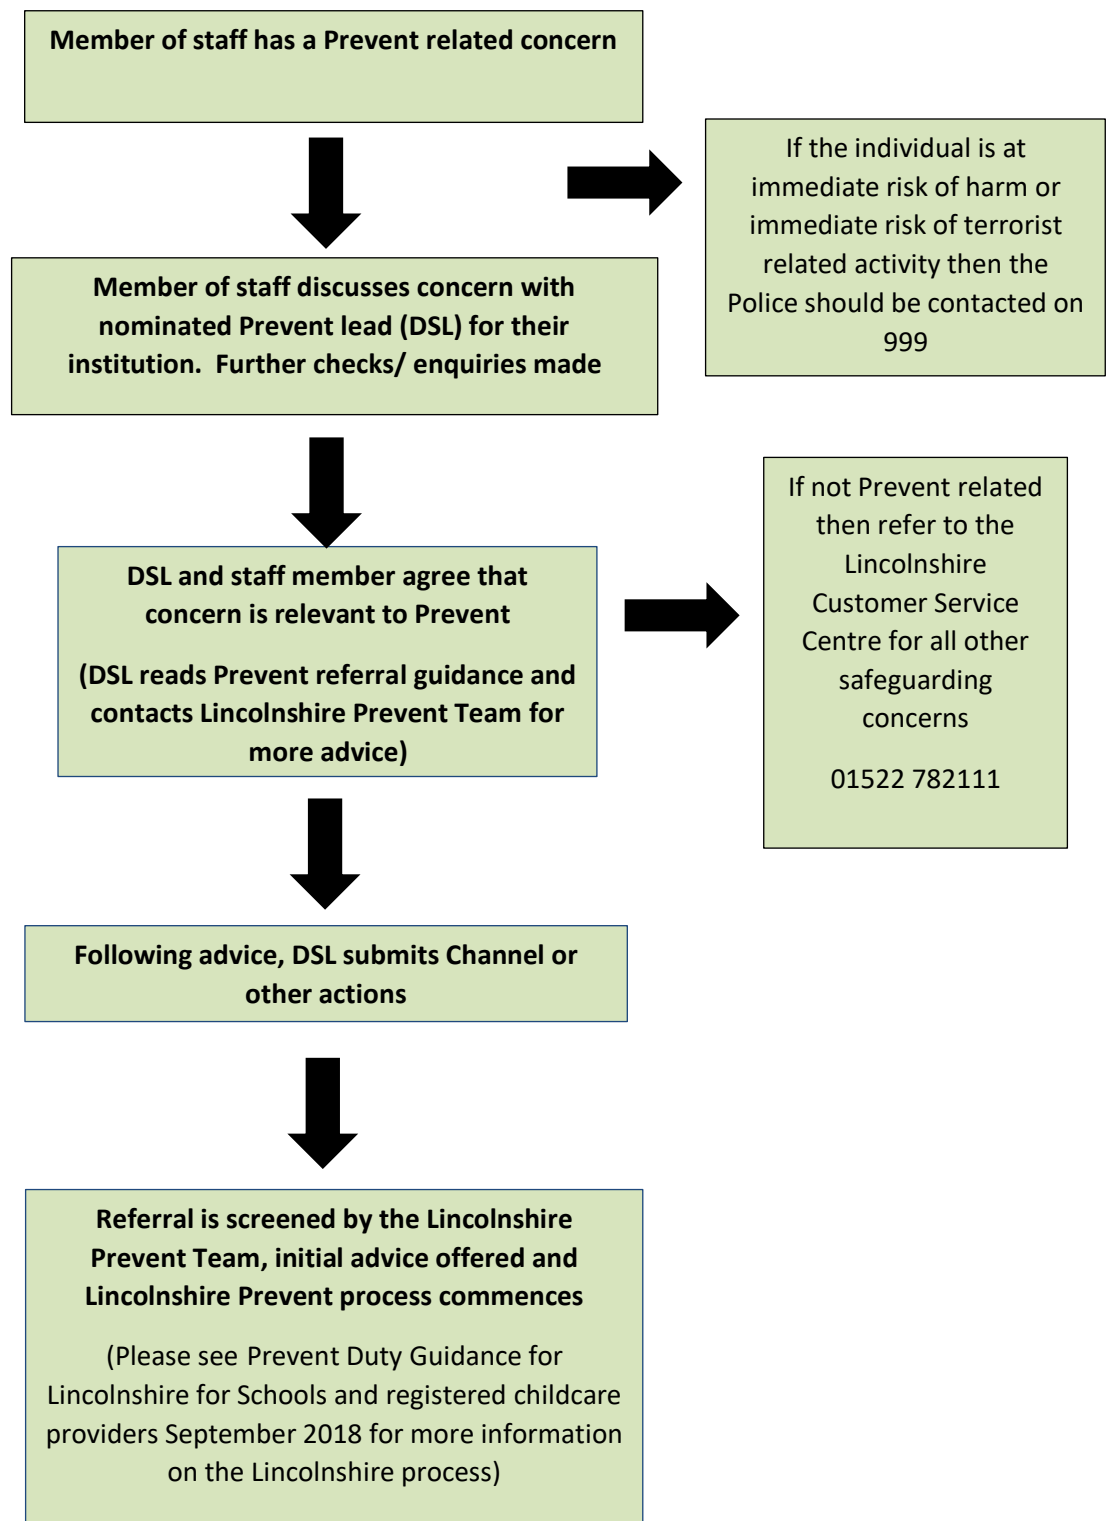 Member of staff has a Prevent related concern
If the individual is at
immediate risk of harm or
immediate risk of terrorist
related activity then the
Police should be contacted on
999
Member of staff discusses concern with
nominated Prevent lead (DSL) for their
institution.  Further checks/ enquiries made
If not Prevent related
then refer to the
Lincolnshire
Customer Service
Centre for all other
safeguarding
concerns
01522 782111
DSL and staff member agree that
concern is relevant to Prevent
(DSL reads Prevent referral guidance and
contacts Lincolnshire Prevent Team for
more advice)
Following advice, DSL submits Channel or
other actions
Referral is screened by the Lincolnshire
Prevent Team, initial advice offered and
Lincolnshire Prevent process commences
(Please see Prevent Duty Guidance for
Lincolnshire for Schools and registered childcare
providers September 2018 for more information
on the Lincolnshire process)